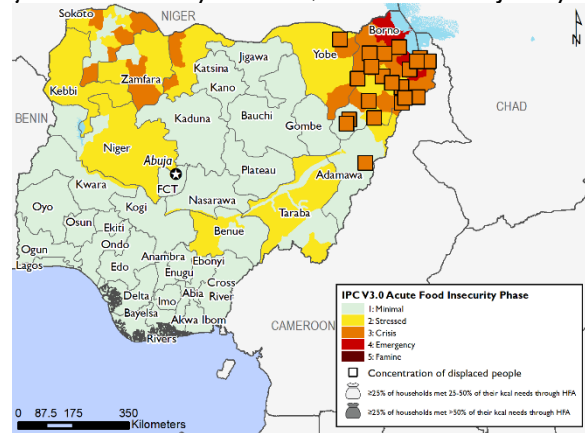 NIGER
Sokoto
Borno
N
Yobe
Jigawa
Katsina
Zamfara
Kano
Kebbi
CHAD
BENIN
Kaduna
Bauchi
Gombe
Niger
Abuja
Plateau
Adamawa
FCT
Kwara
Nasarawa
Oyo
Kogi
Taraba
Osun
Ekiti
Benue
Ondo
Anambra
Ebonyi
Ogun
Edo
Enugu
Lagos
Cross
River
Delta
Imo
Abia
Bayelsa
Akwa Ibom
Rivers
CAMEROON
IPC V3.0 Acute Food Insecurity Phase
1: Minimal
2: Stressed
3: Crisis
4: Emergency
5: Famine
Concentration of displaced people
≥25% of households met 25-50% of their kcal needs through HFA
≥25% of households met >50% of their kcal needs through HFA
0 87.5 175 350
Kilometers